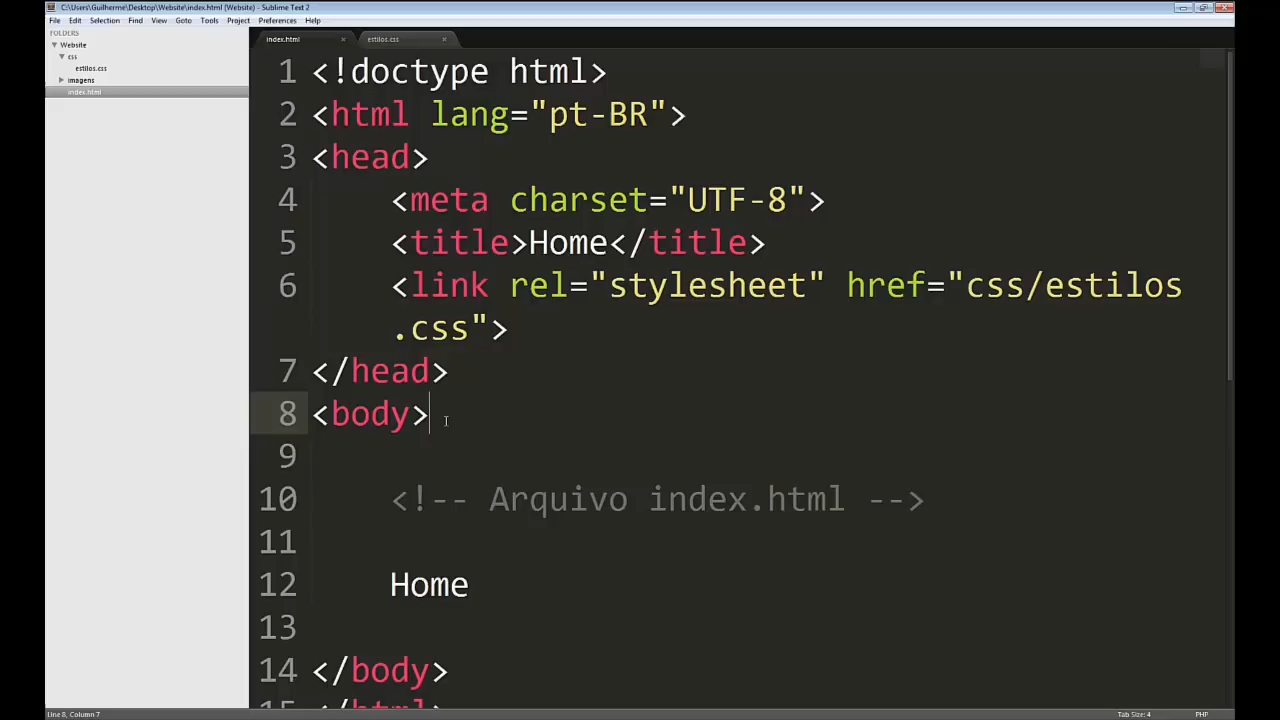 C:\Users\Guilherme\Desktop\Website\index.html (Website) - Sublime Text 2
File Edit Selection Find View Goto Tools Project Preferences Help
FOLDERS
Website
css
estilos.css
imagens
index.html
index.html
estilos.css
1 <!doctype html>
2 <html lang="pt-BR">
3 <head>
4 <meta charset="UTF-8">
5 <title>Home</title>
6 <link rel="stylesheet" href="css/estilos
.css">
7 </head>
8 <body>
9
10 <!-- Arquivo index.html -->
11
12 Home
13
14 </body>
15 </html>
Line 8, Column 7
Tab Size: 4
PHP